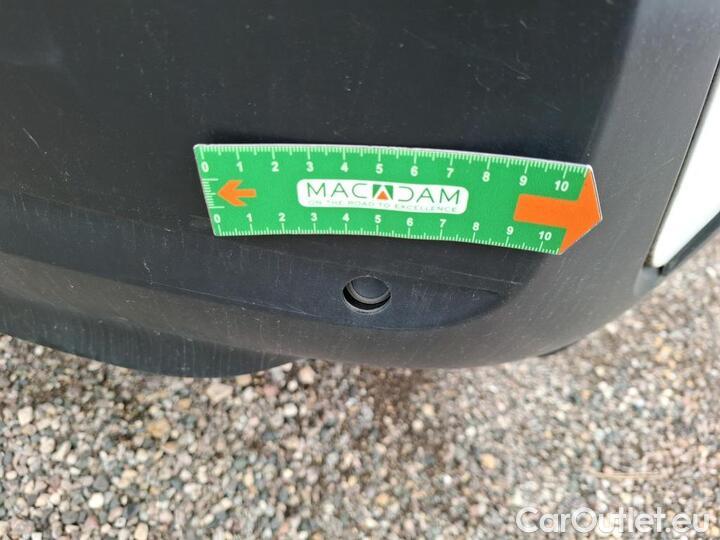 0 1 2 3 4 5 6 7 8 9 10
MACADAM
ON THE ROAD TO EXCELLENCE
0 1 2 3 4 5 6 7 8 9 10
CarOutlet.eu